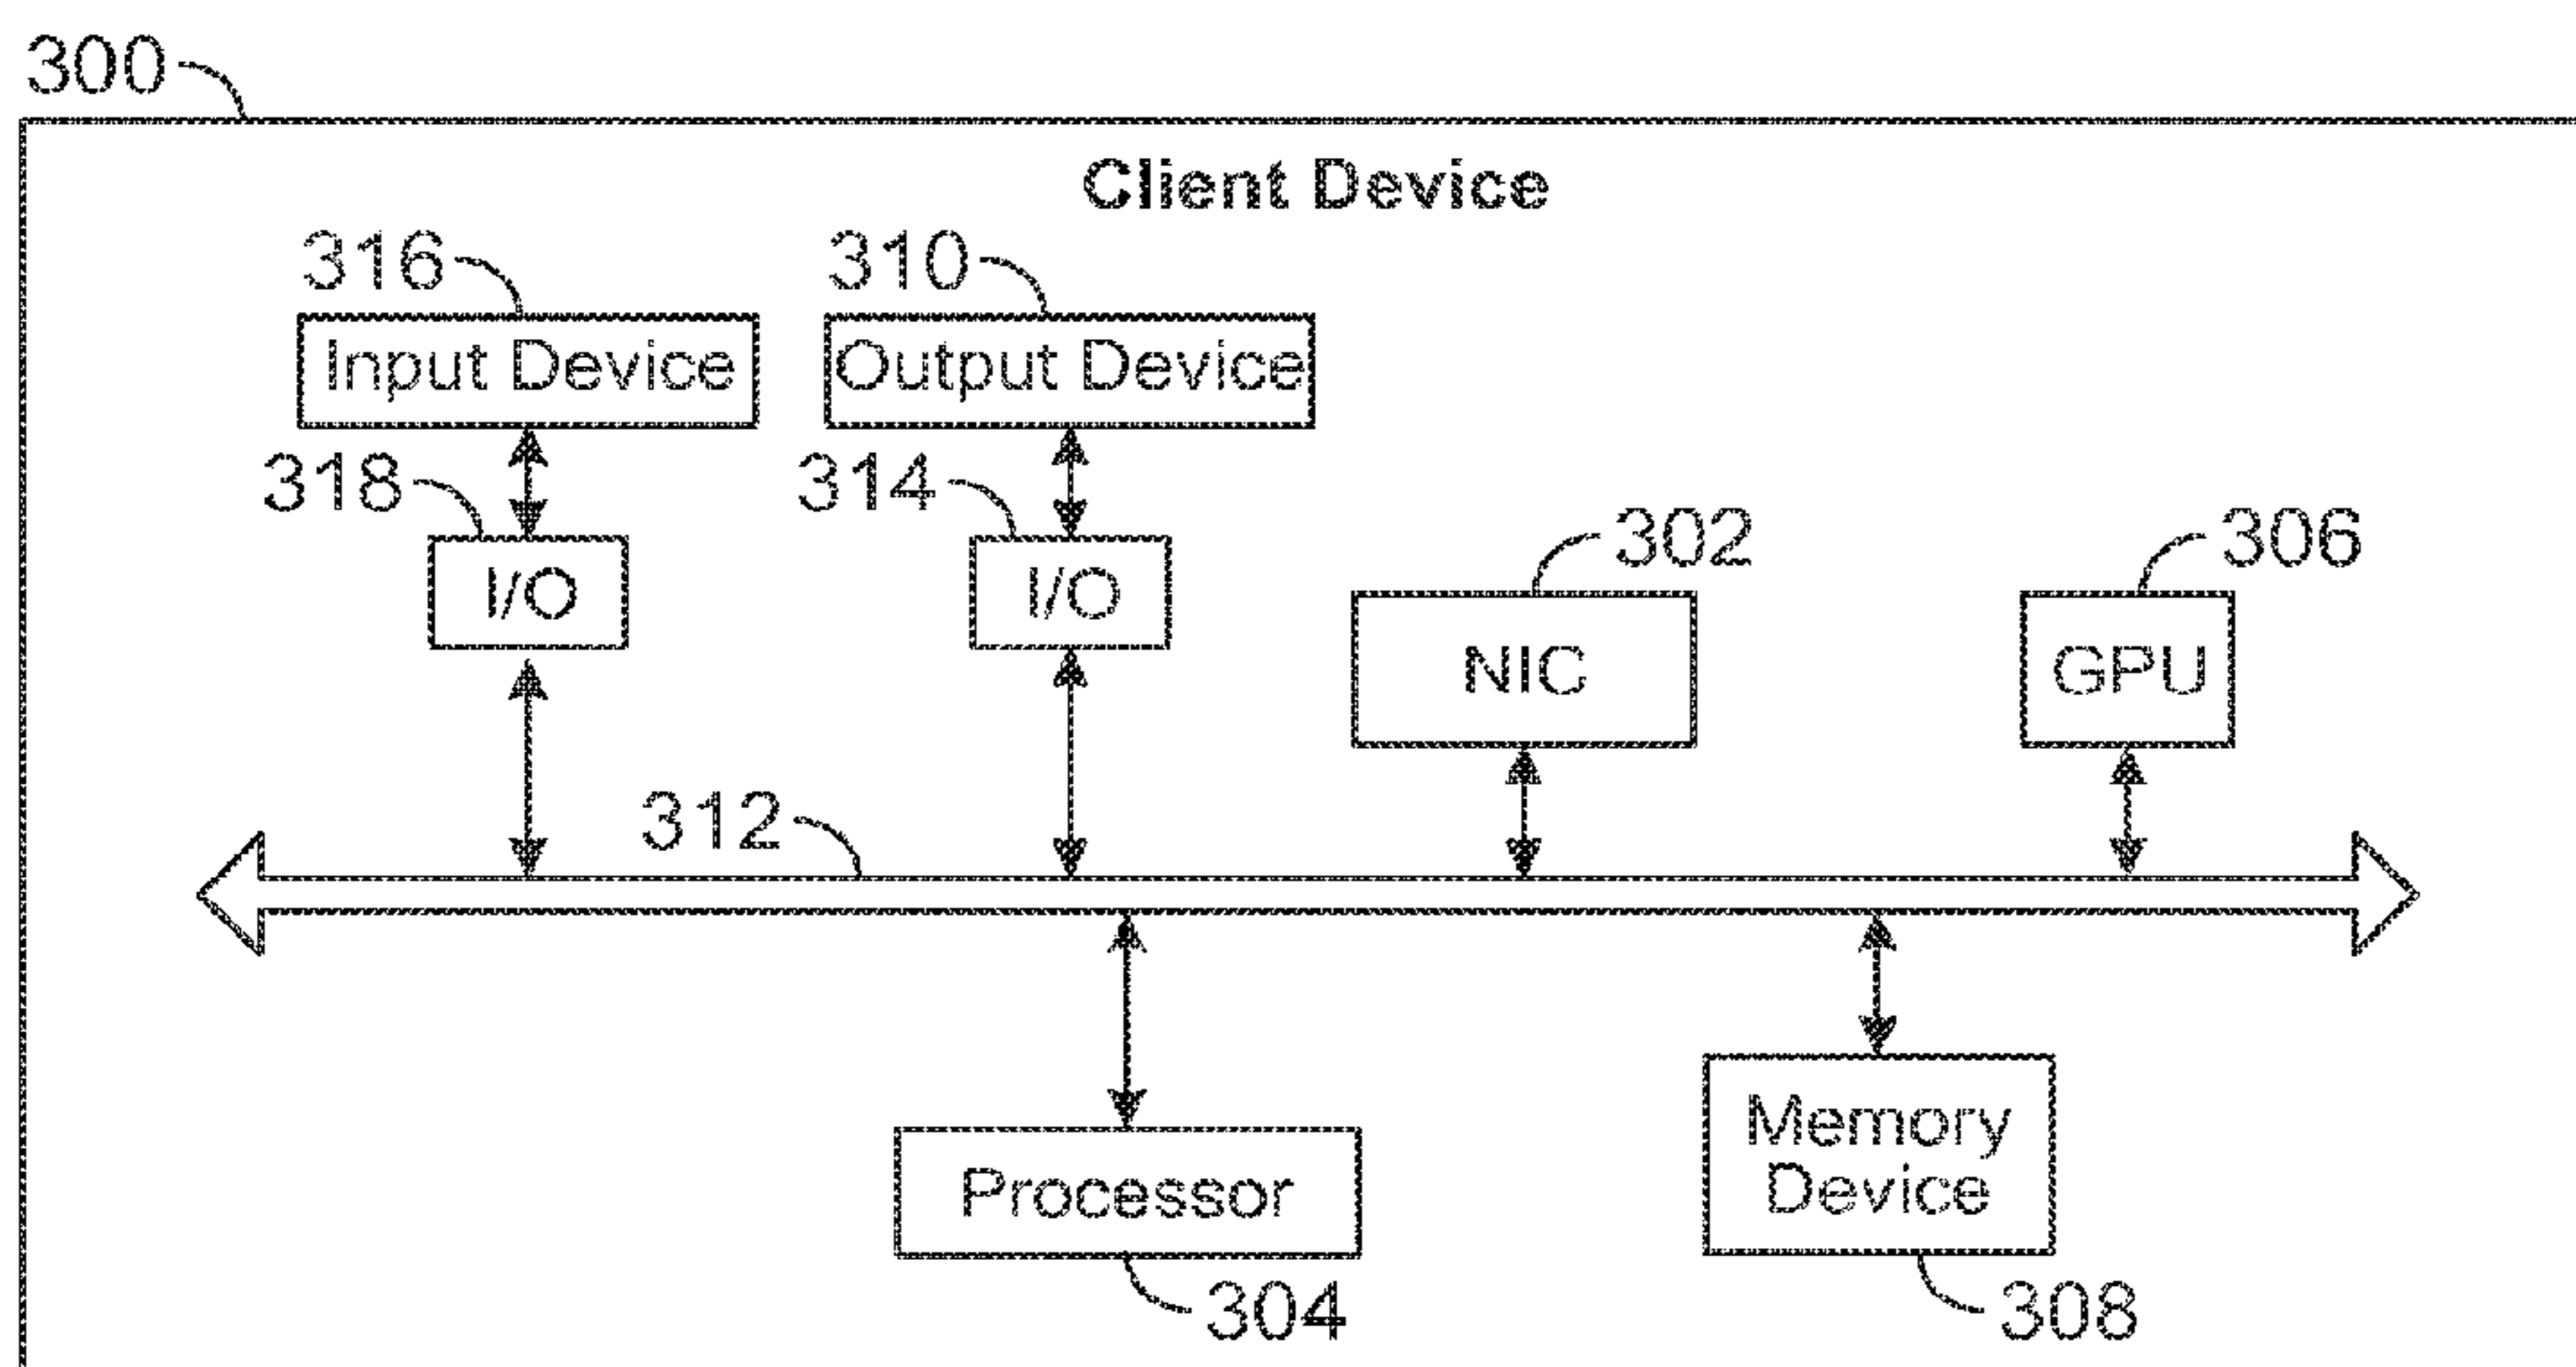 300
Client Device
316
310
Input Device
Output Device
318
314
302
306
I/O
I/O
NIC
GPU
312
Processor
Memory
Device
304
308